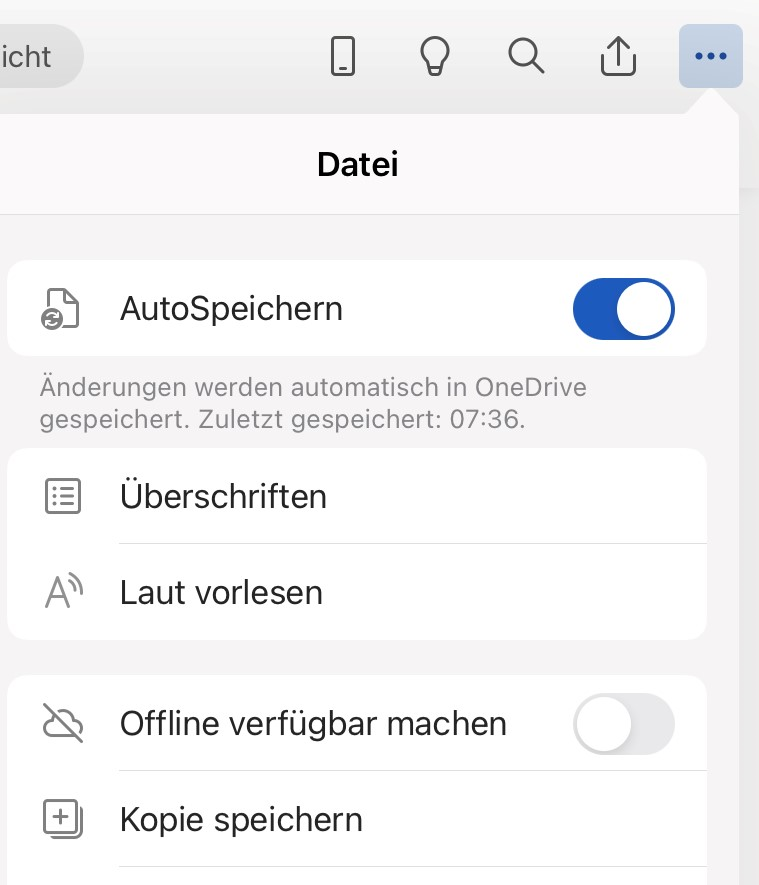 icht
Datei
AutoSpeichern
Änderungen werden automatisch in OneDrive
gespeichert. Zuletzt gespeichert: 07:36.
Überschriften
Laut vorlesen
Offline verfügbar machen
Kopie speichern